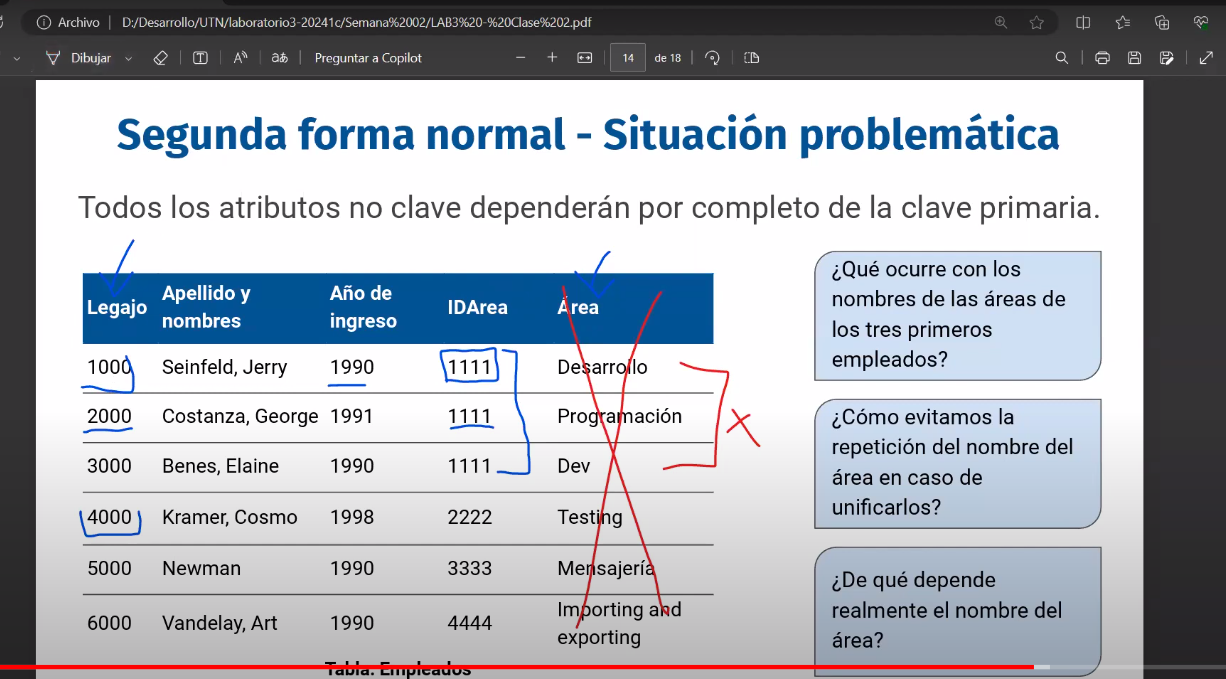 Archivo D:/Desarrollo/UTN/laboratorio3-20241c/Semana%2002/LAB3%20-%20Clase%202.pdf
Dibujar aあ Preguntar a Copilot 14 de 18
Segunda forma normal - Situación problemática
Todos los atributos no clave dependerán por completo de la clave primaria.
Legajo Apellido y nombres Año de ingreso IDArea Área
1000 Seinfeld, Jerry 1990 1111 Desarrollo
2000 Costanza, George 1991 1111 Programación
3000 Benes, Elaine 1990 1111 Dev
4000 Kramer, Cosmo 1998 2222 Testing
5000 Newman 1990 3333 Mensajería
6000 Vandelay, Art 1990 4444 Importing and exporting
Tabla: Empleados
¿Qué ocurre con los
nombres de las áreas de
los tres primeros
empleados?
¿Cómo evitamos la
repetición del nombre del
área en caso de
unificarlos?
¿De qué depende
realmente el nombre del
área?